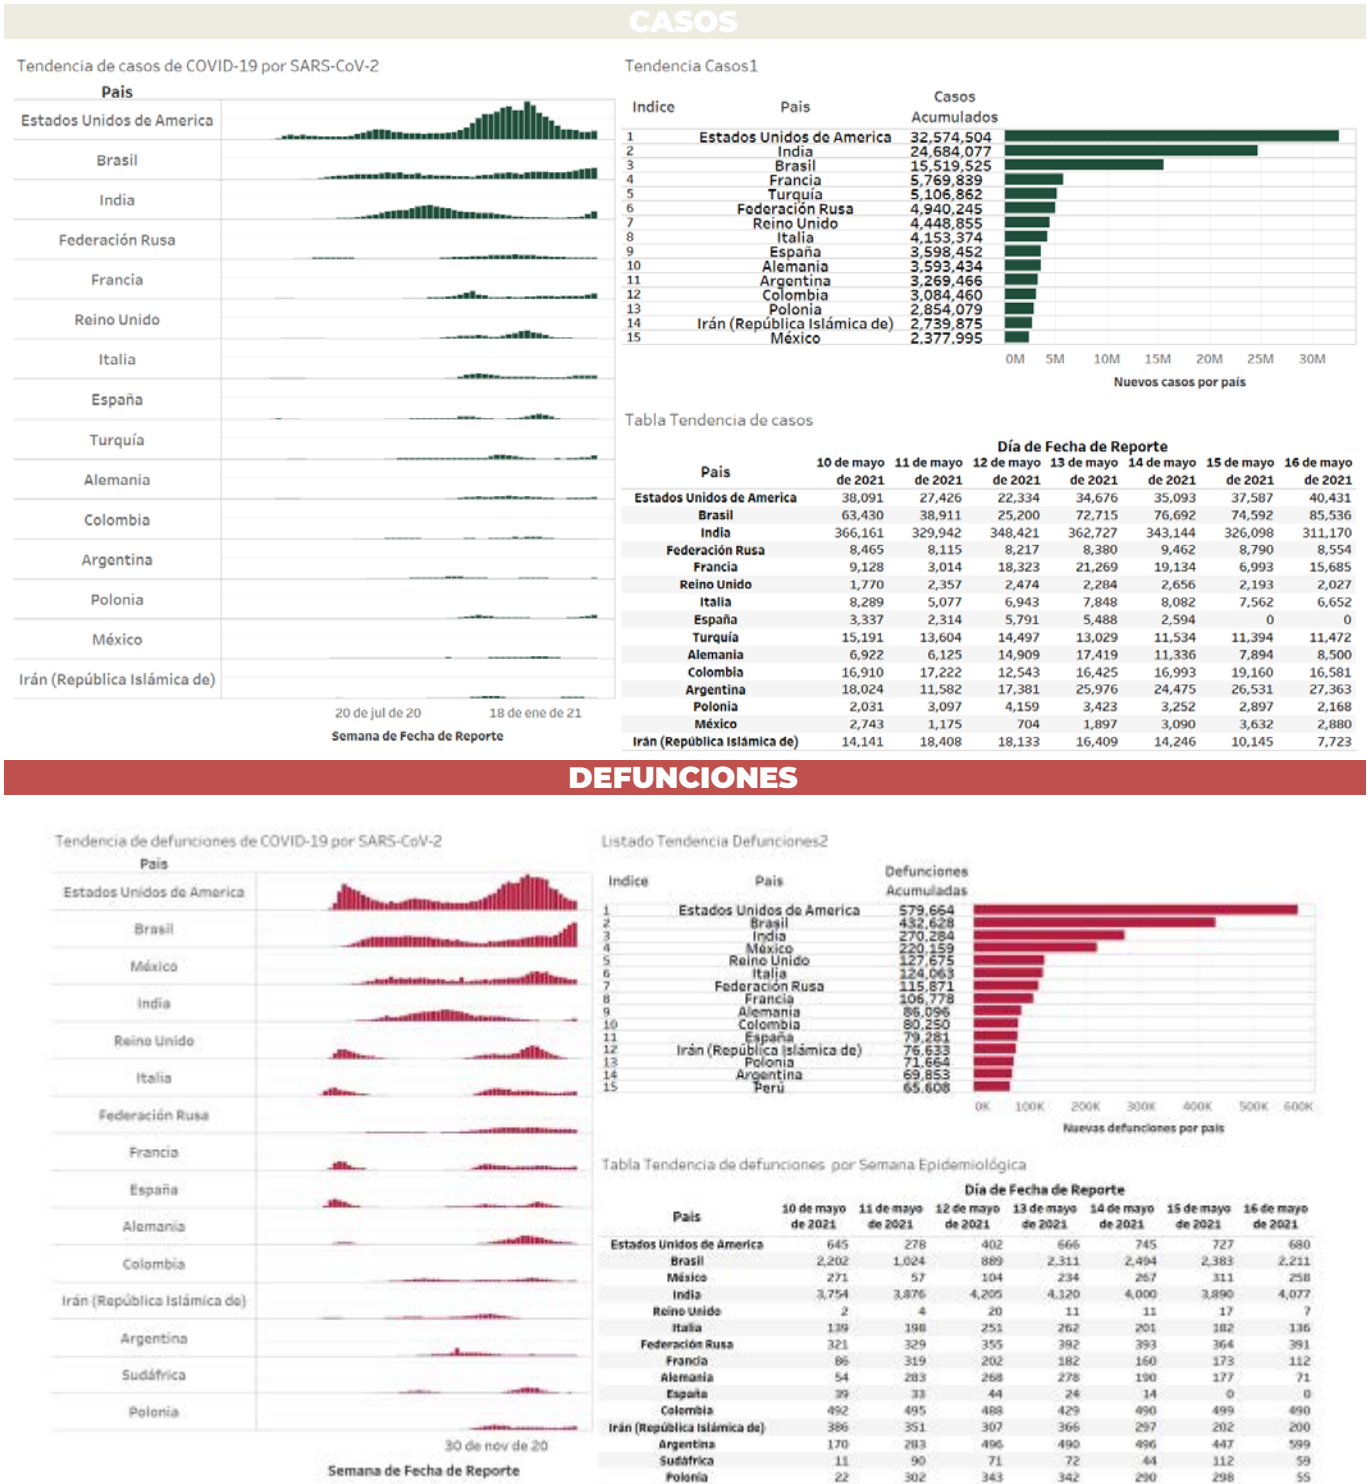 CASOS
Tendencia de casos de COVID-19 por SARS-CoV-2
Pais
Estados Unidos de America
Brasil
India
Federación Rusa
Francia
Reino Unido
Italia
España
Turquía
Alemania
Colombia
Argentina
Polonia
México
Irán (República Islámica de)
20 de jul de 20 18 de ene de 21
Semana de Fecha de Reporte
Tendencia Casos1
Indice Pais Casos Acumulados
1 Estados Unidos de America 32,574,504
2 India 24,684,077
3 Brasil 15,519,525
4 Francia 5,769,839
5 Turquía 5,106,862
6 Federación Rusa 4,940,245
7 Reino Unido 4,448,855
8 Italia 4,153,374
9 España 3,598,452
10 Alemania 3,593,434
11 Argentina 3,269,466
12 Colombia 3,084,460
13 Polonia 2,854,079
14 Irán (República Islámica de) 2,739,875
15 México 2,377,995
0M 5M 10M 15M 20M 25M 30M
Nuevos casos por país
Tabla Tendencia de casos
Día de Fecha de Reporte
Pais 10 de mayo de 2021 11 de mayo de 2021 12 de mayo de 2021 13 de mayo de 2021 14 de mayo de 2021 15 de mayo de 2021 16 de mayo de 2021
Estados Unidos de America 38,091 27,426 22,334 34,676 35,093 37,587 40,431
Brasil 63,430 38,911 25,200 72,715 76,692 74,592 85,536
India 366,161 329,942 348,421 362,727 343,144 326,098 311,170
Federación Rusa 8,465 8,115 8,217 8,380 9,462 8,790 8,554
Francia 9,128 3,014 18,323 21,269 19,134 6,993 15,685
Reino Unido 1,770 2,357 2,474 2,284 2,656 2,193 2,027
Italia 8,289 5,077 6,943 7,848 8,082 7,562 6,652
España 3,337 2,314 5,791 5,488 2,594 0 0
Turquía 15,191 13,604 14,497 13,029 11,534 11,394 11,472
Alemania 6,922 6,125 14,909 17,419 11,336 7,894 8,500
Colombia 16,910 17,222 12,543 16,425 16,993 19,160 16,581
Argentina 18,024 11,582 17,381 25,976 24,475 26,531 27,363
Polonia 2,031 3,097 4,159 3,423 3,252 2,897 2,168
México 2,743 1,175 704 1,897 3,090 3,632 2,880
Irán (República Islámica de) 14,141 18,408 18,133 16,409 14,246 10,145 7,723
DEFUNCIONES
Tendencia de defunciones de COVID-19 por SARS-CoV-2
Pais
Estados Unidos de America
Brasil
México
India
Reino Unido
Italia
Federación Rusa
Francia
España
Alemania
Colombia
Irán (República Islámica de)
Argentina
Sudáfrica
Polonia
30 de nov de 20
Semana de Fecha de Reporte
Listado Tendencia Defunciones2
Indice Pais Defunciones Acumuladas
1 Estados Unidos de America 579,664
2 Brasil 432,628
3 India 270,284
4 México 220,159
5 Reino Unido 127,675
6 Italia 124,063
7 Federación Rusa 115,871
8 Francia 106,778
9 Alemania 86,096
10 Colombia 80,250
11 España 79,281
12 Irán (República Islámica de) 76,633
13 Polonia 71,664
14 Argentina 69,853
15 Perú 65,608
0K 100K 200K 300K 400K 500K 600K
Nuevas defunciones por país
Tabla Tendencia de defunciones por Semana Epidemiológica
Día de Fecha de Reporte
Pais 10 de mayo de 2021 11 de mayo de 2021 12 de mayo de 2021 13 de mayo de 2021 14 de mayo de 2021 15 de mayo de 2021 16 de mayo de 2021
Estados Unidos de America 645 278 402 666 745 727 680
Brasil 2,202 1,024 889 2,311 2,494 2,383 2,211
México 271 57 104 234 267 311 258
India 3,754 3,876 4,205 4,120 4,000 3,890 4,077
Reino Unido 2 4 20 11 11 17 7
Italia 139 198 251 262 201 182 136
Federación Rusa 321 329 355 392 393 364 391
Francia 86 319 202 182 160 173 112
Alemania 54 283 268 278 190 177 71
España 39 33 44 24 14 0 0
Colombia 492 495 488 429 490 499 490
Irán (República Islámica de) 386 351 307 366 297 202 200
Argentina 170 283 496 490 496 447 599
Sudáfrica 11 90 71 72 44 112 59
Polonia 22 302 343 342 290 298 55